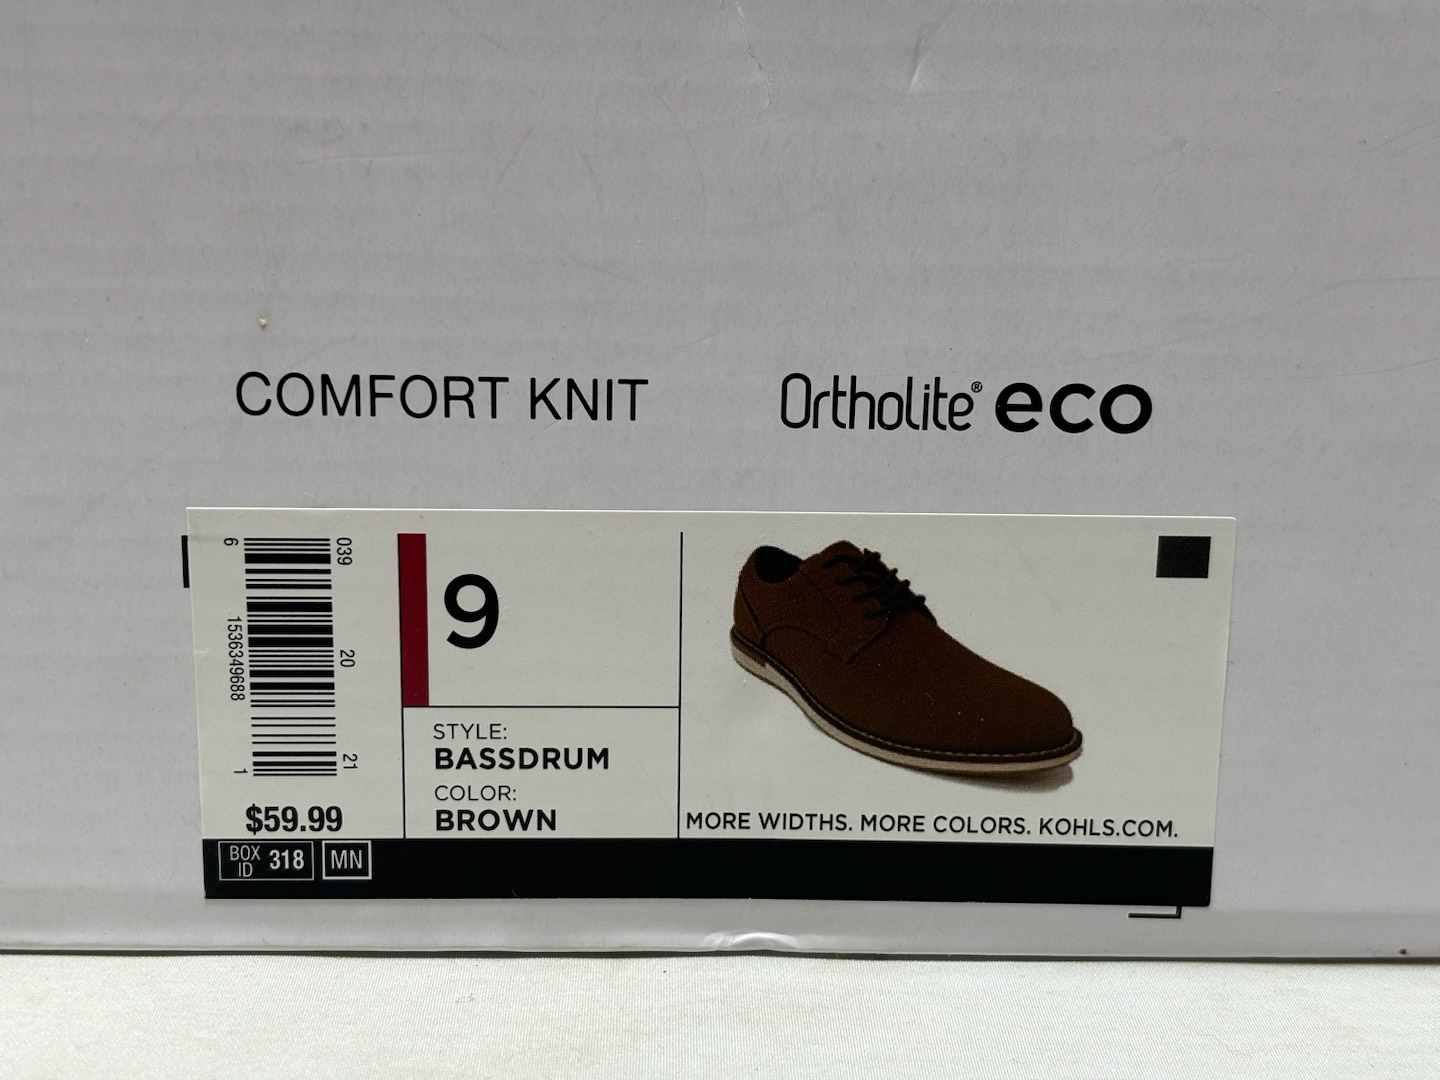 COMFORT KNIT
Ortholite® eco
6
039
1536349688
20
1
21
$59.99
9
STYLE:
BASSDRUM
COLOR:
BROWN
MORE WIDTHS. MORE COLORS. KOHLS.COM.
BOX ID 318 MN